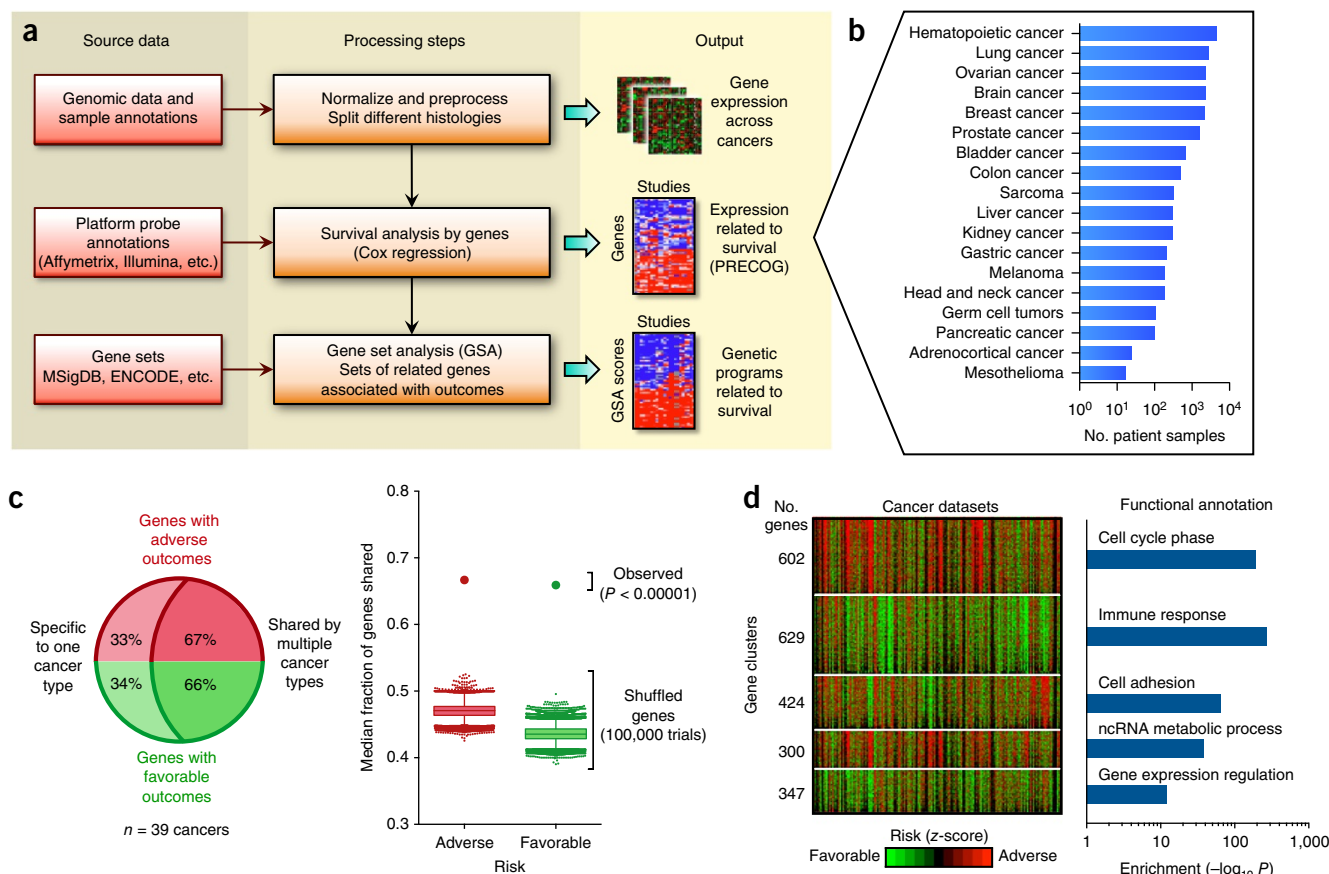 a
Source data
Processing steps
Output
Genomic data and
sample annotations
Normalize and preprocess
Split different histologies
Gene
expression
across
cancers
Platform probe
annotations
(Affymetrix, Illumina, etc.)
Survival analysis by genes
(Cox regression)
Studies
Genes
Expression
related to
survival
(PRECOG)
Gene sets
MSigDB, ENCODE, etc.
Gene set analysis (GSA)
Sets of related genes
associated with outcomes
Studies
GSA scores
Genetic
programs
related to
survival
b
Hematopoietic cancer
Lung cancer
Ovarian cancer
Brain cancer
Breast cancer
Prostate cancer
Bladder cancer
Colon cancer
Sarcoma
Liver cancer
Kidney cancer
Gastric cancer
Melanoma
Head and neck cancer
Germ cell tumors
Pancreatic cancer
Adrenocortical cancer
Mesothelioma
10⁰ 10¹ 10² 10³ 10⁴
No. patient samples
c
Genes with
adverse
outcomes
Specific
to one
cancer
type
33%
67%
34%
66%
Shared by
multiple
cancer
types
Genes with
favorable
outcomes
n = 39 cancers
Median fraction of genes shared
0.8
0.7
0.6
0.5
0.4
0.3
Observed
(P < 0.00001)
Shuffled
genes
(100,000 trials)
Adverse Favorable
Risk
d
No.
genes
Cancer datasets
Functional annotation
Gene clusters
602
629
424
300
347
Cell cycle phase
Immune response
Cell adhesion
ncRNA metabolic process
Gene expression regulation
Risk (z-score)
Favorable
Adverse
1 10 100 1,000
Enrichment (–log₁₀ P)